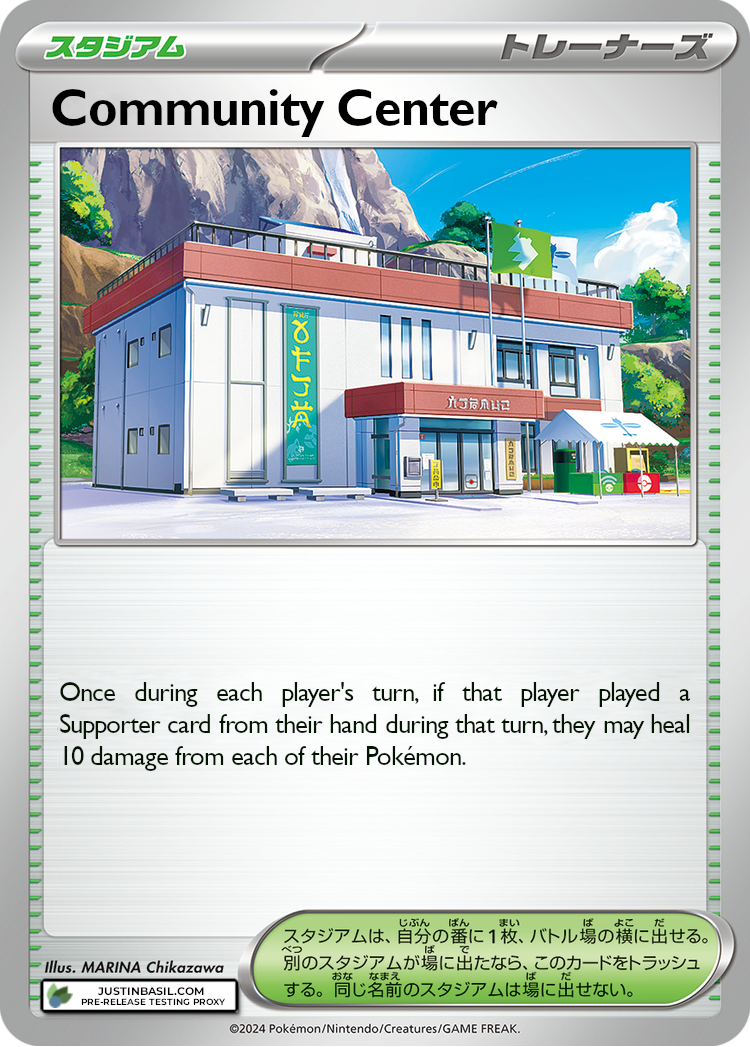 スタジアム
トレーナーズ
Community Center
Once during each player's turn, if that player played a
Supporter card from their hand during that turn, they may heal
10 damage from each of their Pokémon.
スタジアムは、自分の番に1枚、バトル場の横に出せる。
別のスタジアムが場に出たなら、このカードをトラッシュ
する。同じ名前のスタジアムは場に出せない。
Illus. MARINA Chikazawa
JUSTINBASIL.COM
PRE-RELEASE TESTING PROXY
©2024 Pokémon/Nintendo/Creatures/GAME FREAK.